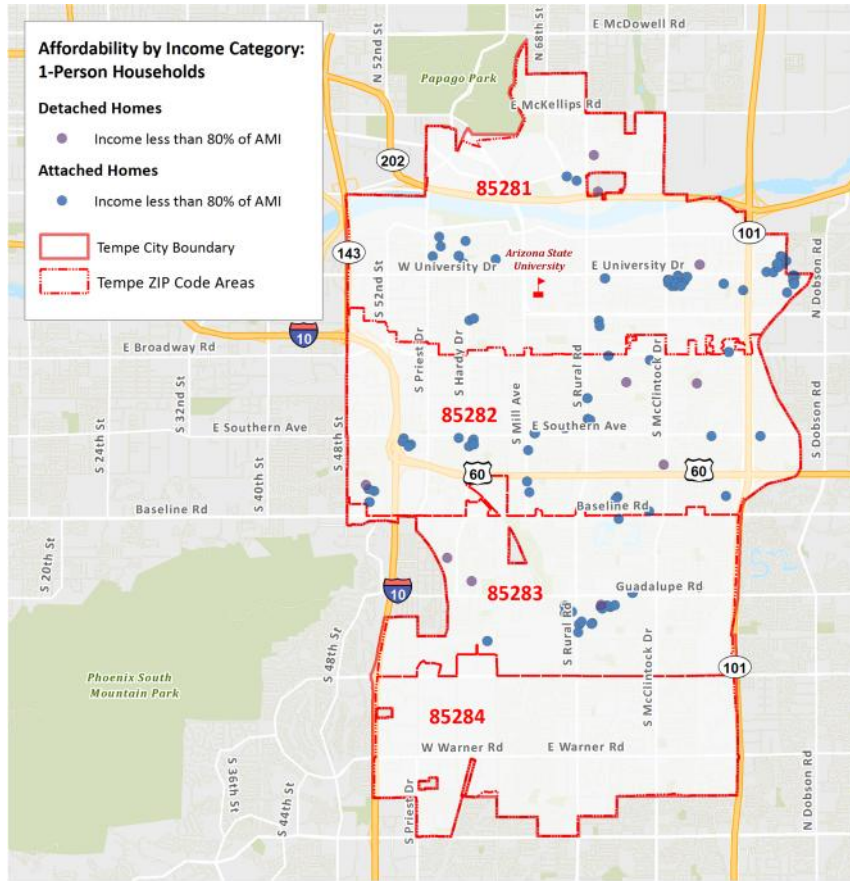 Affordability by Income Category:
1-Person Households
Detached Homes
Income less than 80% of AMI
Attached Homes
Income less than 80% of AMI
Tempe City Boundary
Tempe ZIP Code Areas
N 52nd St
N 68th St
E McDowell Rd
Papago Park
E McKellips Rd
202
85281
143
101
S 52nd St
W University Dr
Arizona State
University
E University Dr
N Dobson Rd
10
E Broadway Rd
S Priest Dr
S Hardy Dr
S Mill Ave
S Rural Rd
S McClintock Dr
S 32nd St
S 24th St
E Southern Ave
S 40th St
S 48th St
85282
E Southern Ave
S Dobson Rd
60
60
Baseline Rd
Baseline Rd
S 20th St
10
85283
Guadalupe Rd
S 48th St
S Rural Rd
S McClintock Dr
101
Phoenix South
Mountain Park
85284
W Warner Rd
E Warner Rd
S 36th St
S 44th St
S Priest Dr
N Dobson Rd